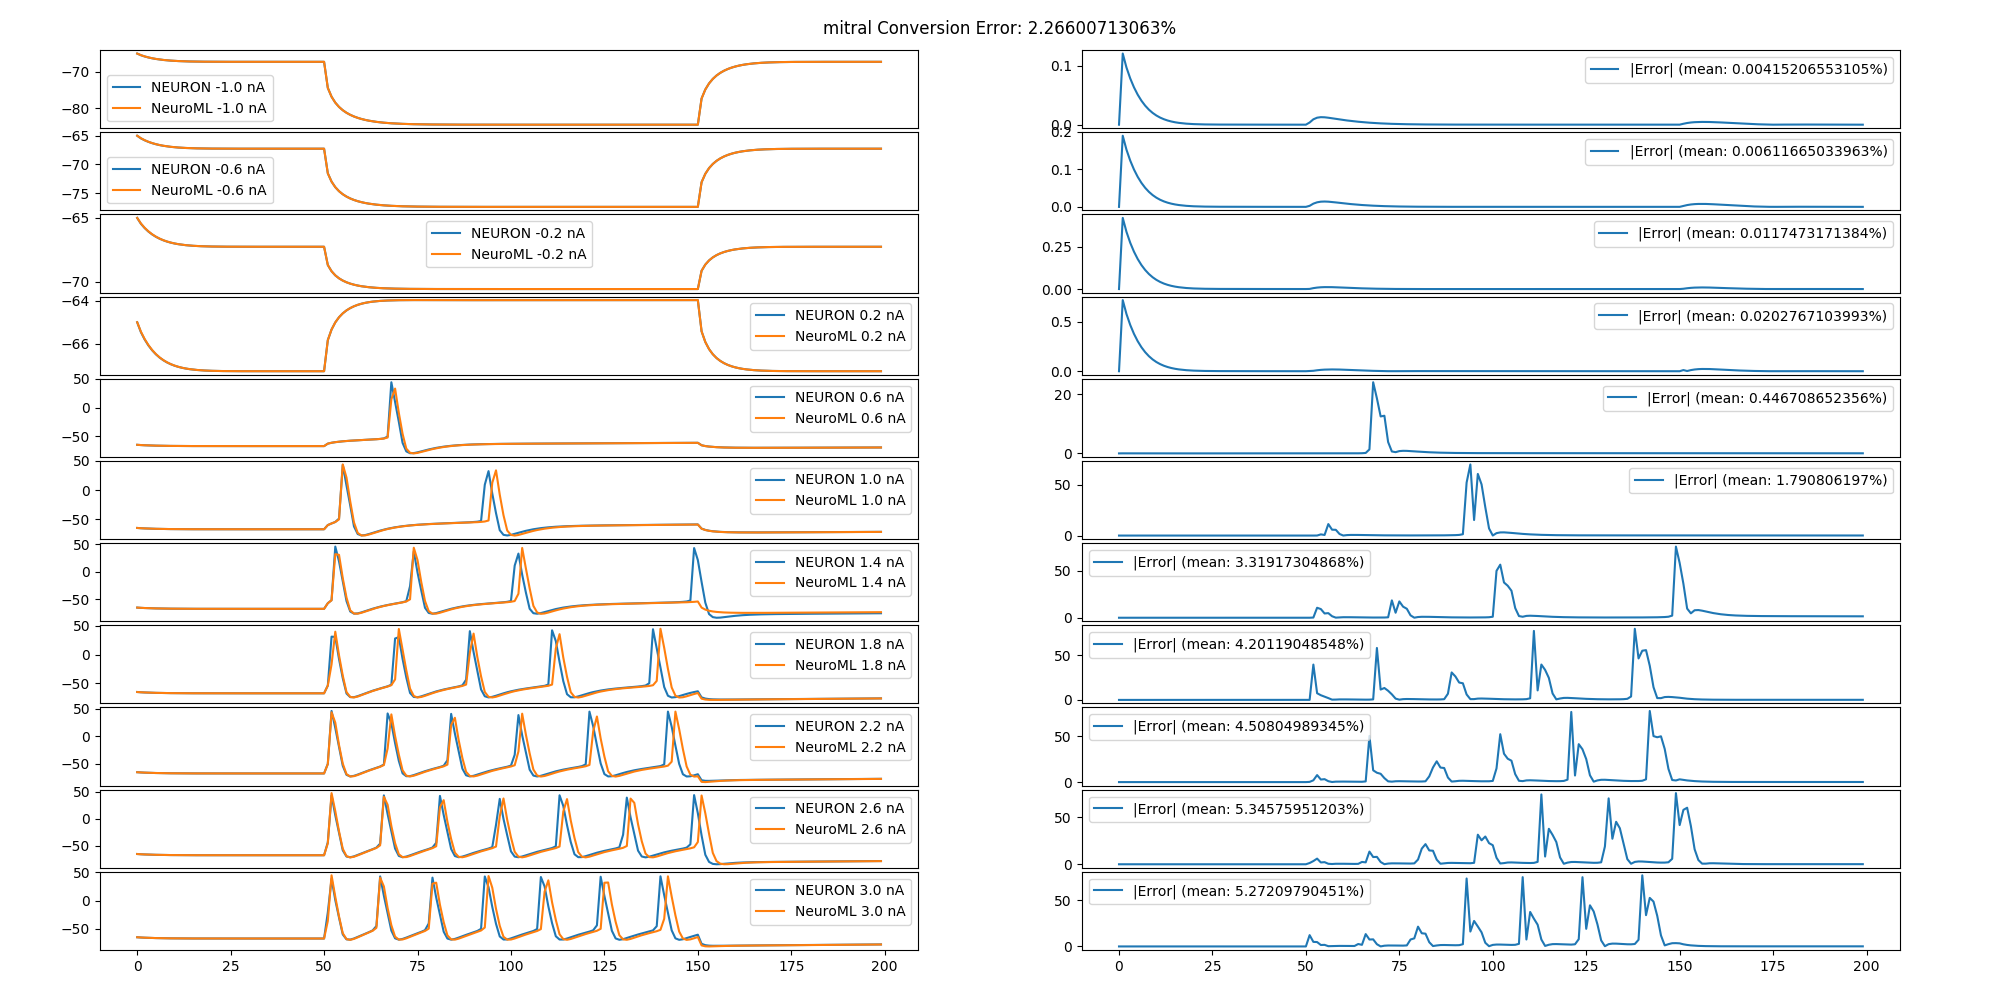 mitral Conversion Error: 2.26600713063%
−70
−80
NEURON -1.0 nA
NeuroML -1.0 nA
0.1
0.0
|Error| (mean: 0.00415206553105%)
−65
−70
−75
NEURON -0.6 nA
NeuroML -0.6 nA
0.2
0.1
0.0
|Error| (mean: 0.00611665033963%)
−65
−70
NEURON -0.2 nA
NeuroML -0.2 nA
0.25
0.00
|Error| (mean: 0.0117473171384%)
−64
−66
NEURON 0.2 nA
NeuroML 0.2 nA
0.5
0.0
|Error| (mean: 0.0202767103993%)
50
0
−50
NEURON 0.6 nA
NeuroML 0.6 nA
20
0
|Error| (mean: 0.446708652356%)
50
0
−50
NEURON 1.0 nA
NeuroML 1.0 nA
50
0
|Error| (mean: 1.790806197%)
50
0
−50
NEURON 1.4 nA
NeuroML 1.4 nA
50
0
|Error| (mean: 3.31917304868%)
50
0
−50
NEURON 1.8 nA
NeuroML 1.8 nA
50
0
|Error| (mean: 4.20119048548%)
50
0
−50
NEURON 2.2 nA
NeuroML 2.2 nA
50
0
|Error| (mean: 4.50804989345%)
50
0
−50
NEURON 2.6 nA
NeuroML 2.6 nA
50
0
|Error| (mean: 5.34575951203%)
50
0
−50
NEURON 3.0 nA
NeuroML 3.0 nA
50
0
|Error| (mean: 5.27209790451%)
0 25 50 75 100 125 150 175 200
0 25 50 75 100 125 150 175 200